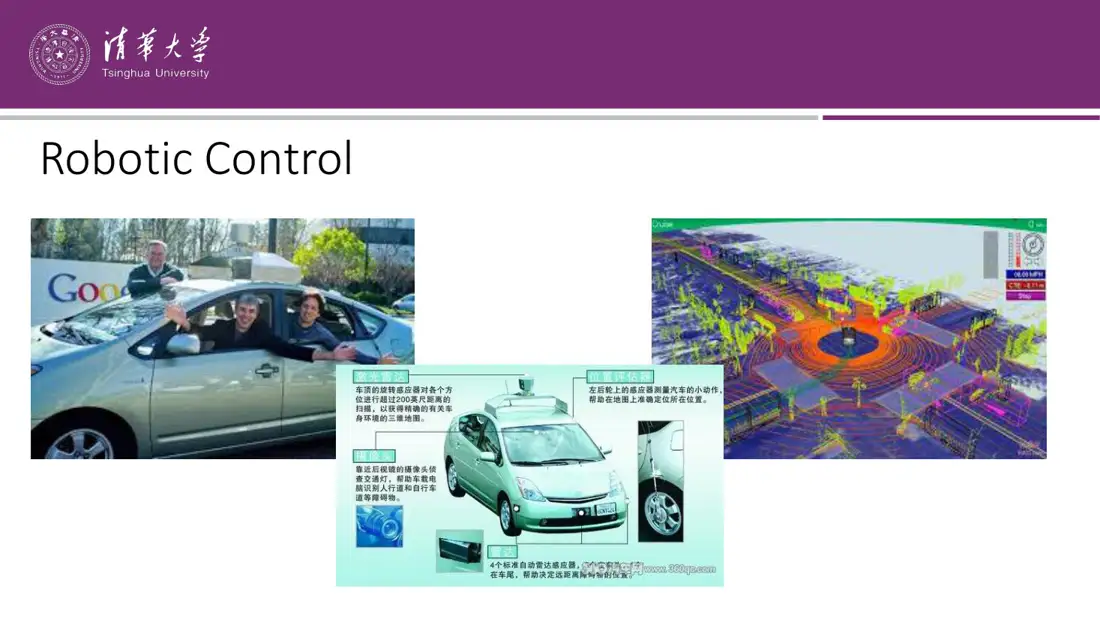 清华大学
Tsinghua University
Robotic Control
Goo
激光雷达
车顶的旋转感应器对各个方
位进行超过200英尺距离的
扫描，以获得精确的有关车
身环境的三维地图。
位置评估器
左后轮上的感应器测量汽车的小动作，
帮助在地图上准确定位所在位置。
摄像头
靠近后视镜的摄像头侦
查交通灯，帮助车载电
脑识别人行道和自行车
道等障碍物。
雷达
4个标准自动雷达感应器，
在车尾，帮助决定远距离障碍物的位置。
www.360qc.com
Cruise
Stop